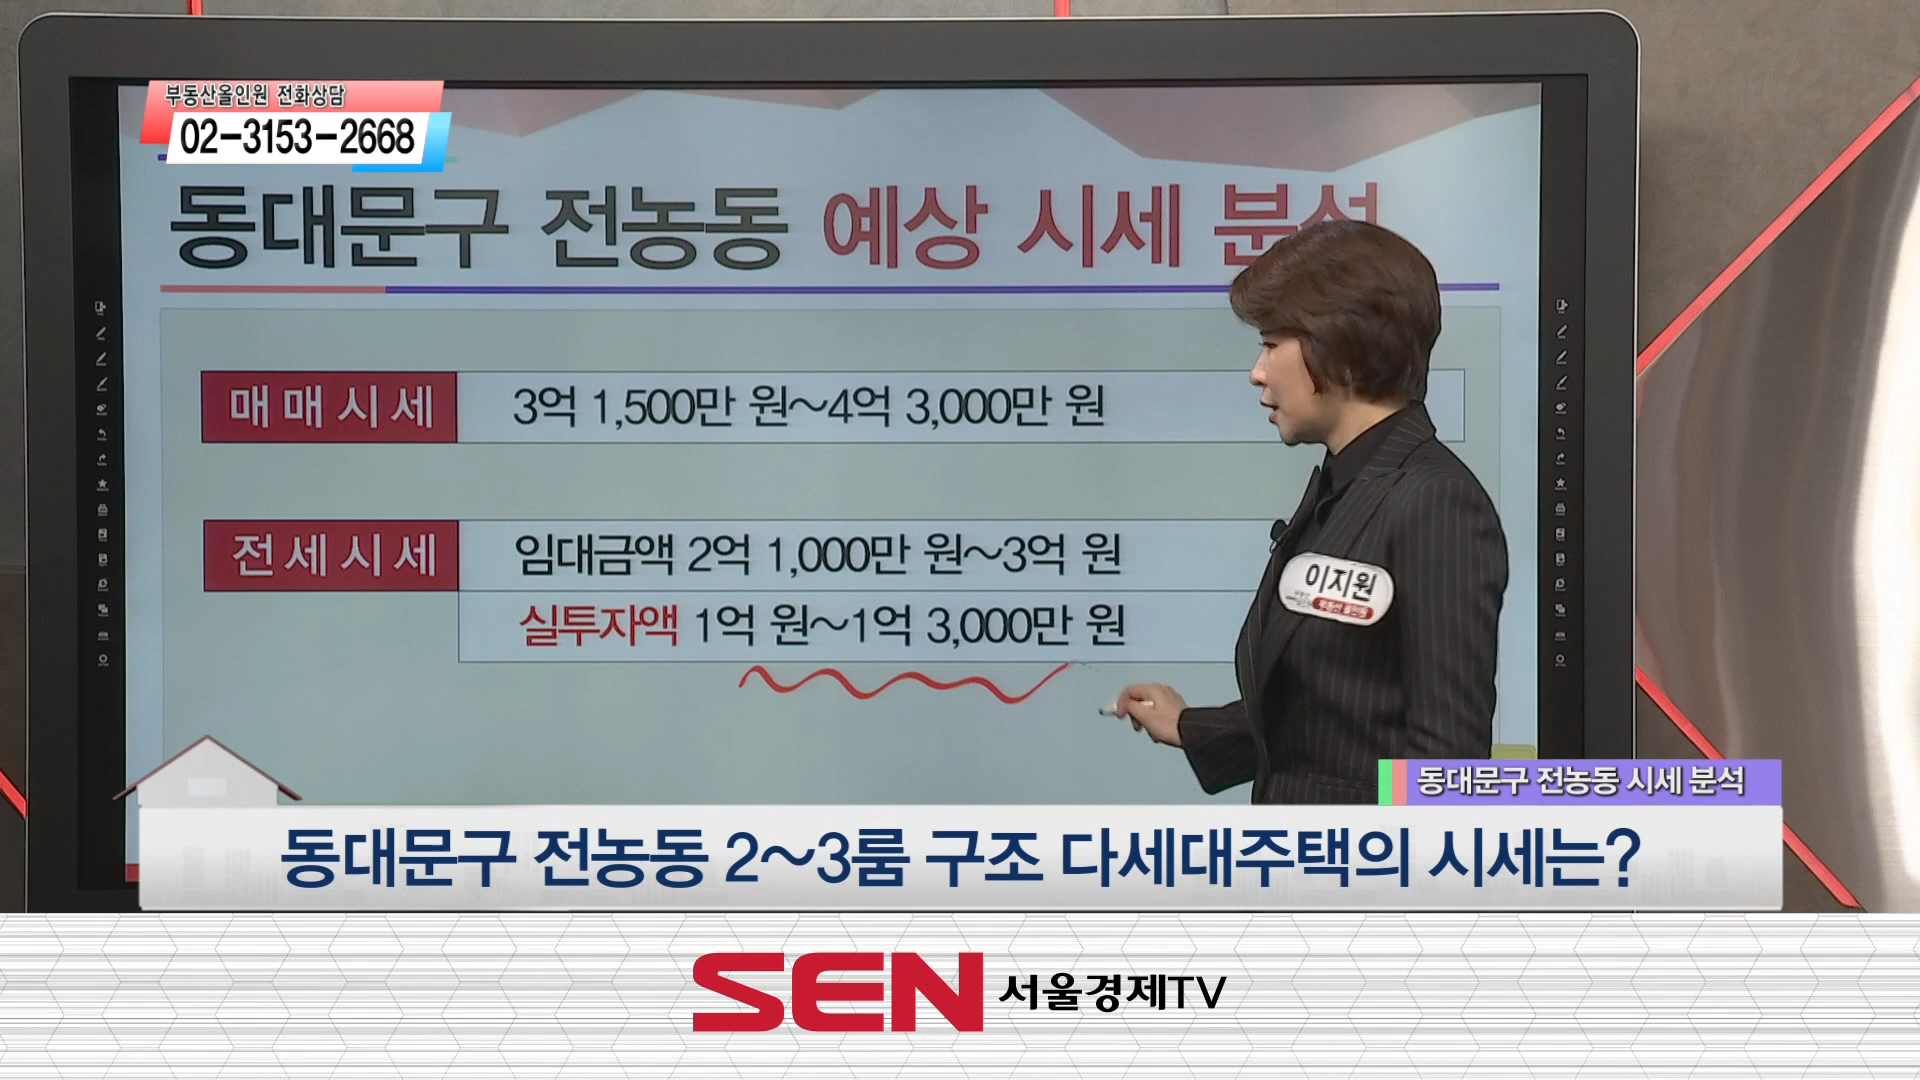 부동산올인원 전화상담
02-3153-2668
동대문구 전농동 예상 시세 분석
매매시세
3억 1,500만 원~4억 3,000만 원
전세시세
임대금액 2억 1,000만 원~3억 원
실투자액 1억 원~1억 3,000만 원
이지원
부동산 올인원
동대문구 전농동 시세 분석
동대문구 전농동 2~3룸 구조 다세대주택의 시세는?
SEN 서울경제TV